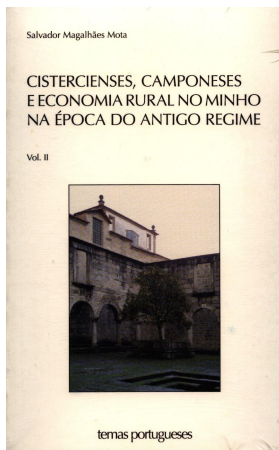 Salvador Magalhães Mota
CISTERCIENSES, CAMPONESES
E ECONOMIA RURAL NO MINHO
NA ÉPOCA DO ANTIGO REGIME
Vol. II
temas portugueses